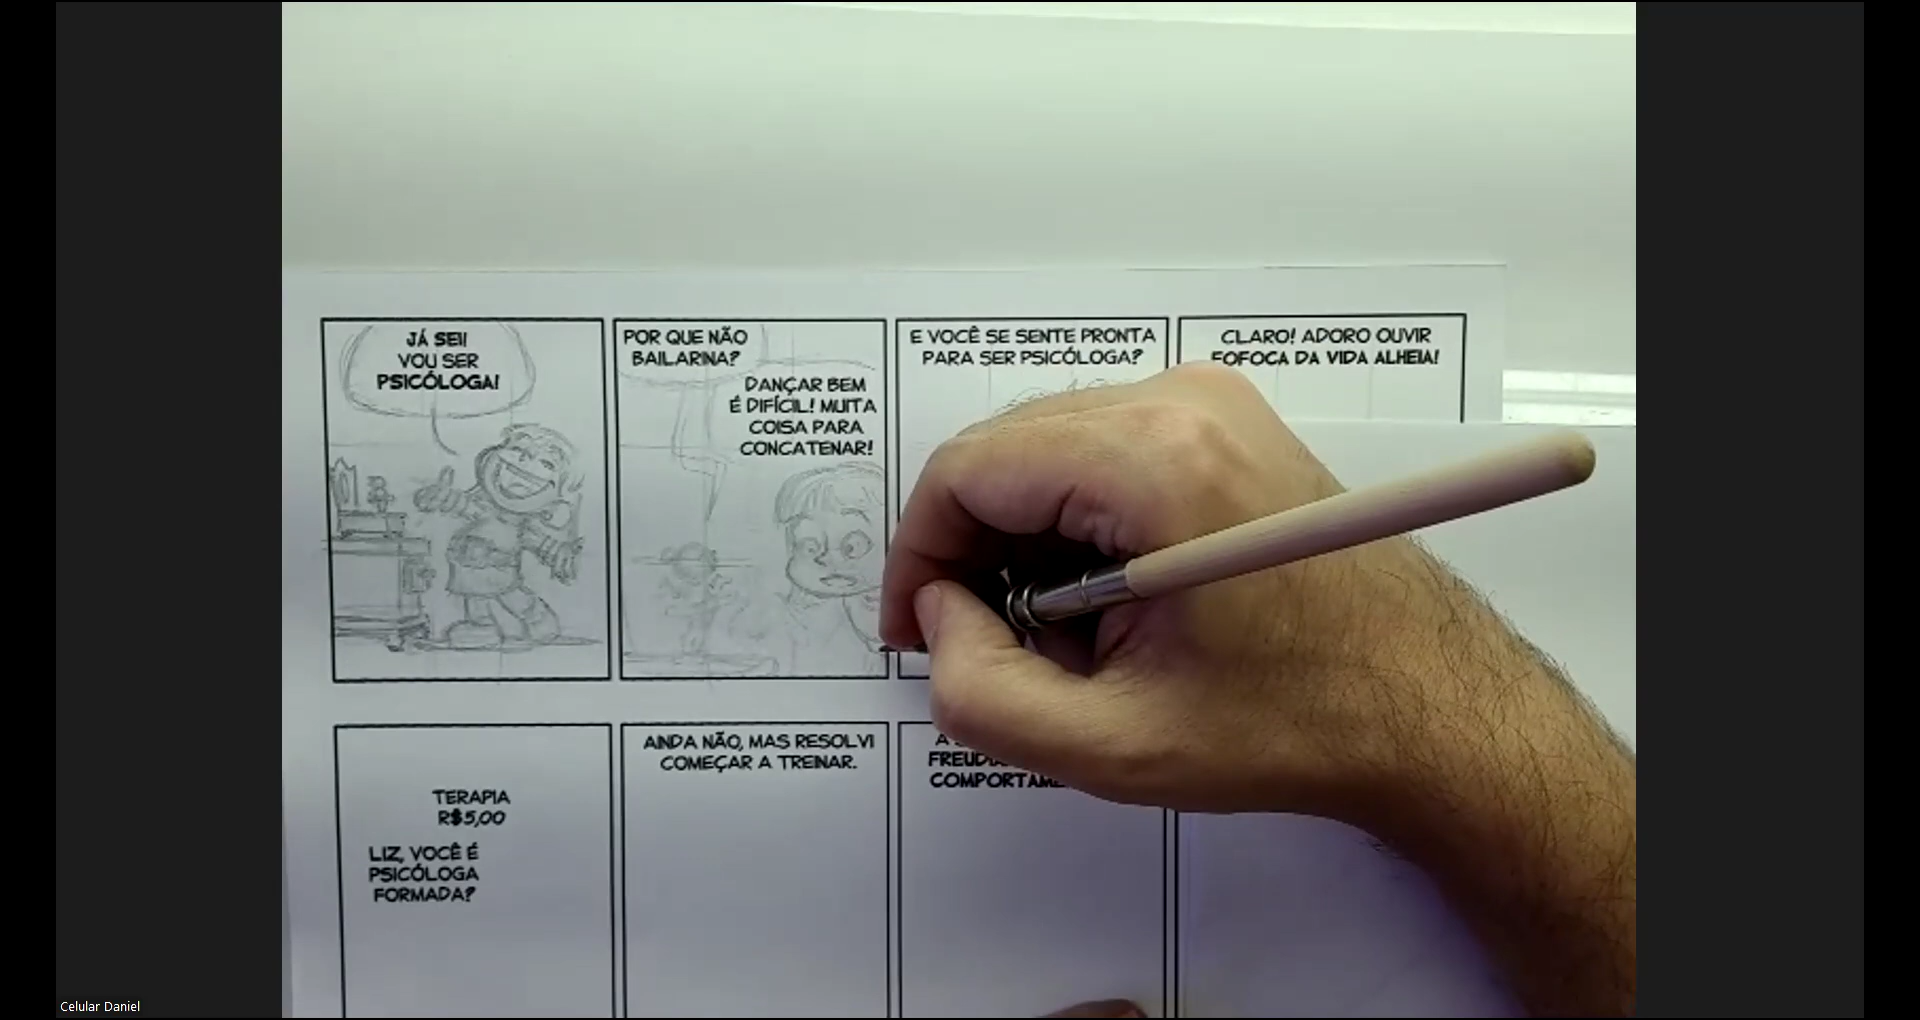 JÁ SEI!
VOU SER
PSICÓLOGA!
POR QUE NÃO
BAILARINA?
DANÇAR BEM
É DIFÍCIL! MUITA
COISA PARA
CONCATENAR!
E VOCÊ SE SENTE PRONTA
PARA SER PSICÓLOGA?
CLARO! ADORO OUVIR
FOFOCA DA VIDA ALHEIA!
TERAPIA
R$5,00
LIZ, VOCÊ É
PSICÓLOGA
FORMADA?
AINDA NÃO, MAS RESOLVI
COMEÇAR A TREINAR.
A
Celular Daniel